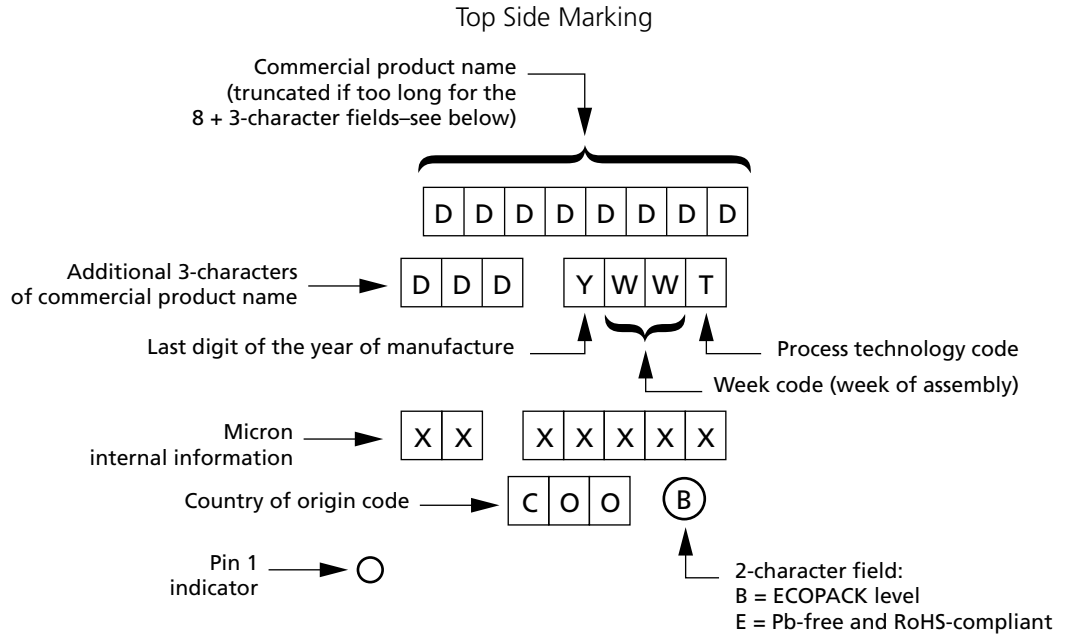 Top Side Marking
Commercial product name
(truncated if too long for the
8 + 3-character fields–see below)
D D D D D D D D
Additional 3-characters
of commercial product name
D D D Y W W T
Last digit of the year of manufacture
Process technology code
Week code (week of assembly)
Micron
internal information
X X X X X X X
Country of origin code
C O O B
Pin 1
indicator
2-character field:
B = ECOPACK level
E = Pb-free and RoHS-compliant